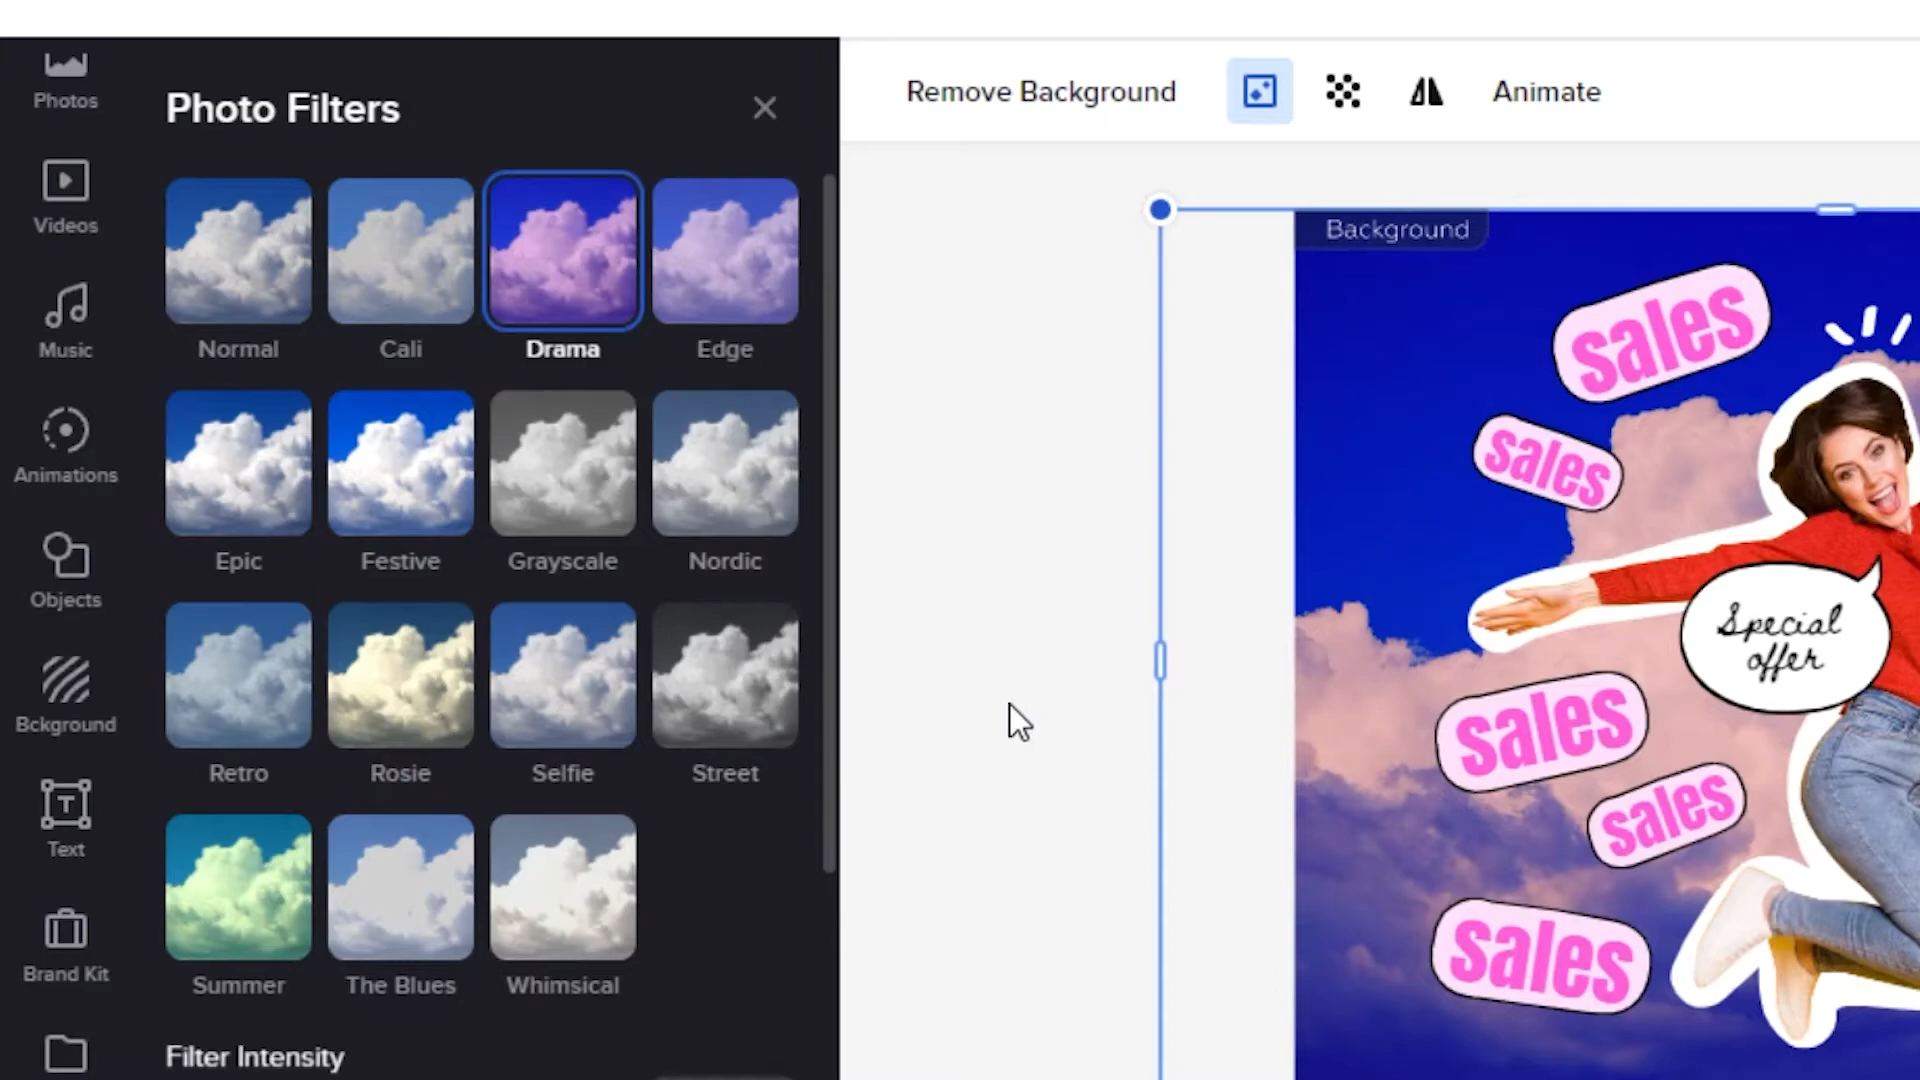 Photos
Videos
Music
Animations
Objects
Bckground
Text
Brand Kit
Photo Filters
Normal
Cali
Drama
Edge
Epic
Festive
Grayscale
Nordic
Retro
Rosie
Selfie
Street
Summer
The Blues
Whimsical
Filter Intensity
Remove Background
Animate
Background
sales
sales
Special
offer
sales
sales
sales